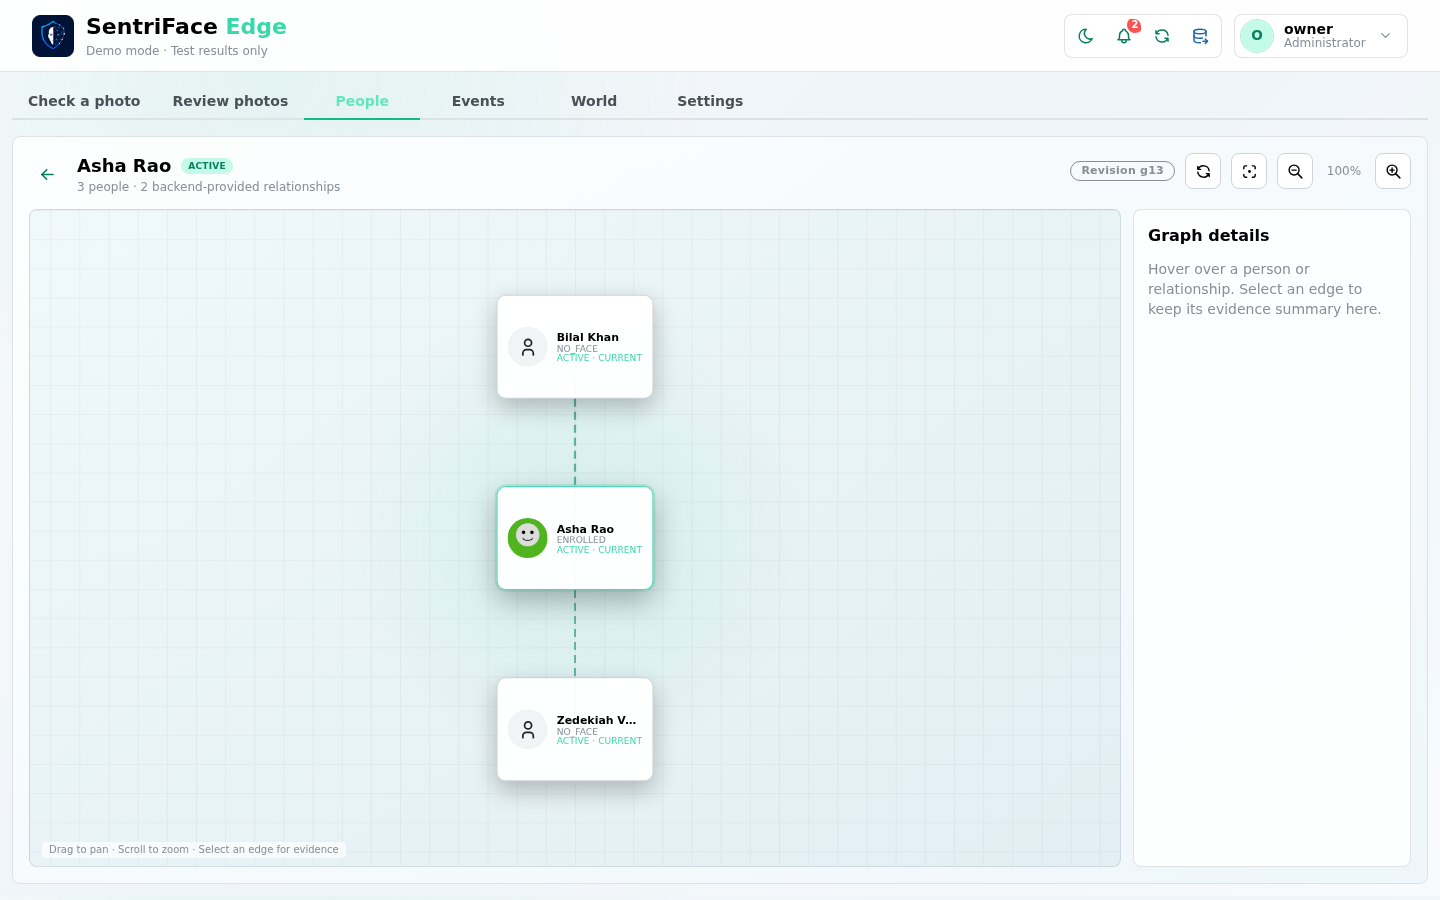 SentriFace Edge
Demo mode · Test results only
2
O
owner
Administrator
Check a photo
Review photos
People
Events
World
Settings
Asha Rao
ACTIVE
3 people · 2 backend-provided relationships
Revision g13
100%
Bilal Khan
NO_FACE
ACTIVE · CURRENT
Asha Rao
ENROLLED
ACTIVE · CURRENT
Zedekiah V…
NO_FACE
ACTIVE · CURRENT
Drag to pan · Scroll to zoom · Select an edge for evidence
Graph details
Hover over a person or
relationship. Select an edge to
keep its evidence summary here.